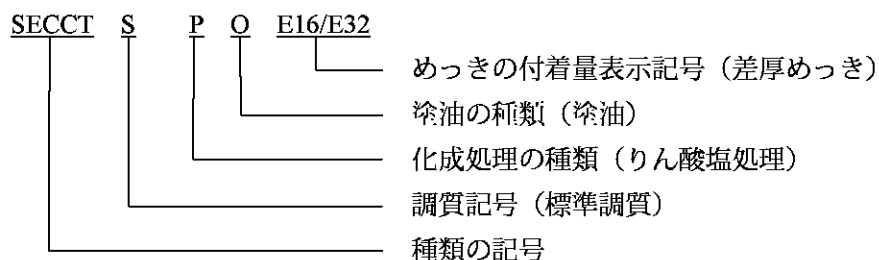 SECCT S P O E16/E32
めっきの付着量表示記号（差厚めっき）
塗油の種類（塗油）
化成処理の種類（りん酸塩処理）
調質記号（標準調質）
種類の記号